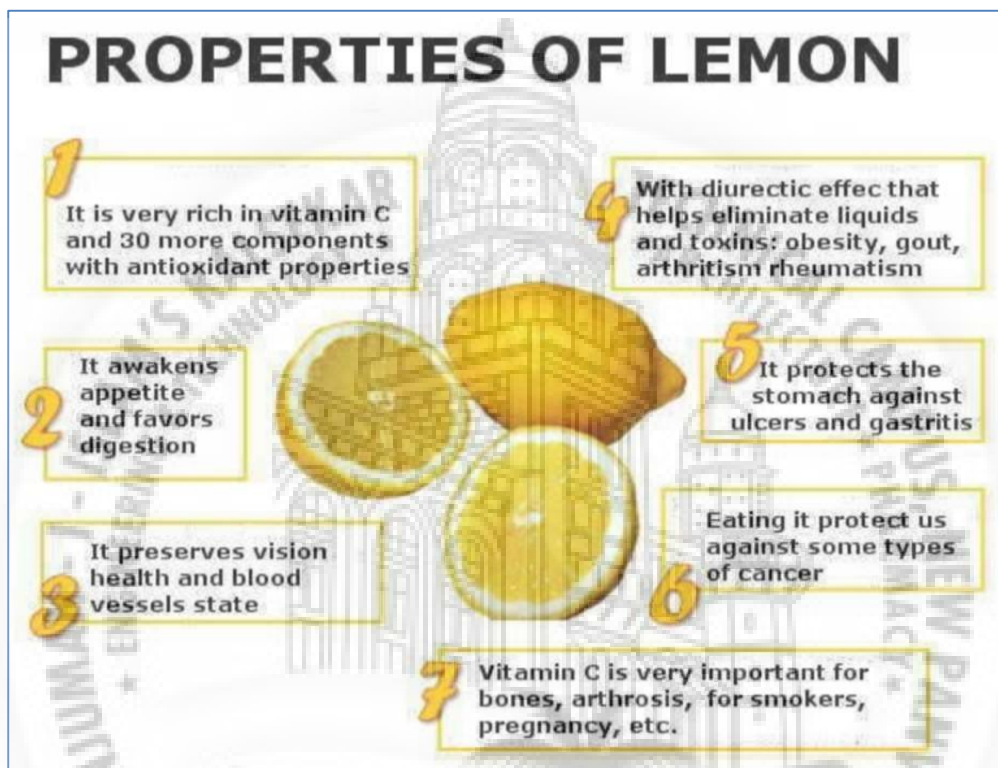 PROPERTIES OF LEMON
1
It is very rich in vitamin C
and 30 more components
with antioxidant properties
2
It awakens
appetite
and favors
digestion
3
It preserves vision
health and blood
vessels state
4
With diurectic effec that
helps eliminate liquids
and toxins: obesity, gout,
arthritism rheumatism
5
It protects the
stomach against
ulcers and gastritis
6
Eating it protect us
against some types
of cancer
7
Vitamin C is very important for
bones, arthrosis, for smokers,
pregnancy, etc.